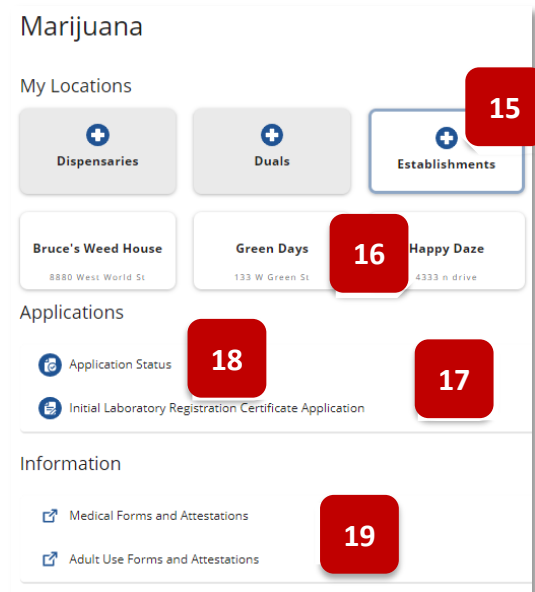 Marijuana
My Locations
15
Dispensaries Duals Establishments
Bruce's Weed House Green Days 16 Happy Daze
8880 West World St 133 W Green St 4333 n drive
Applications
Application Status 18
17
Initial Laboratory Registration Certificate Application
Information
Medical Forms and Attestations
19
Adult Use Forms and Attestations